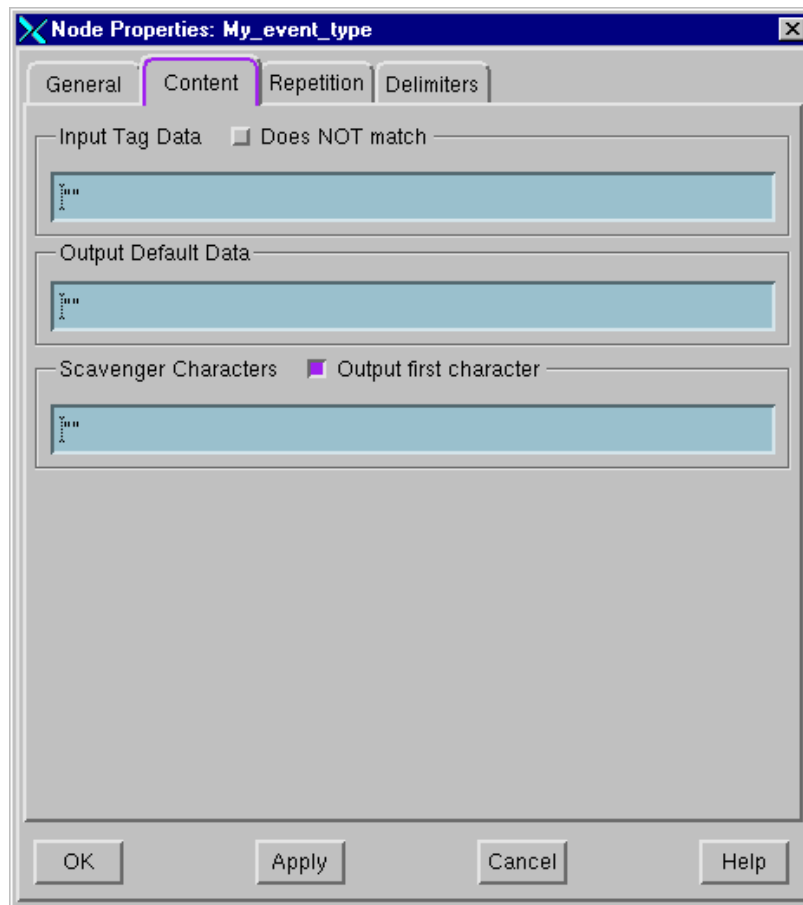 Node Properties: My_event_type
General Content Repetition Delimiters
Input Tag Data Does NOT match
""
Output Default Data
""
Scavenger Characters Output first character
""
OK Apply Cancel Help